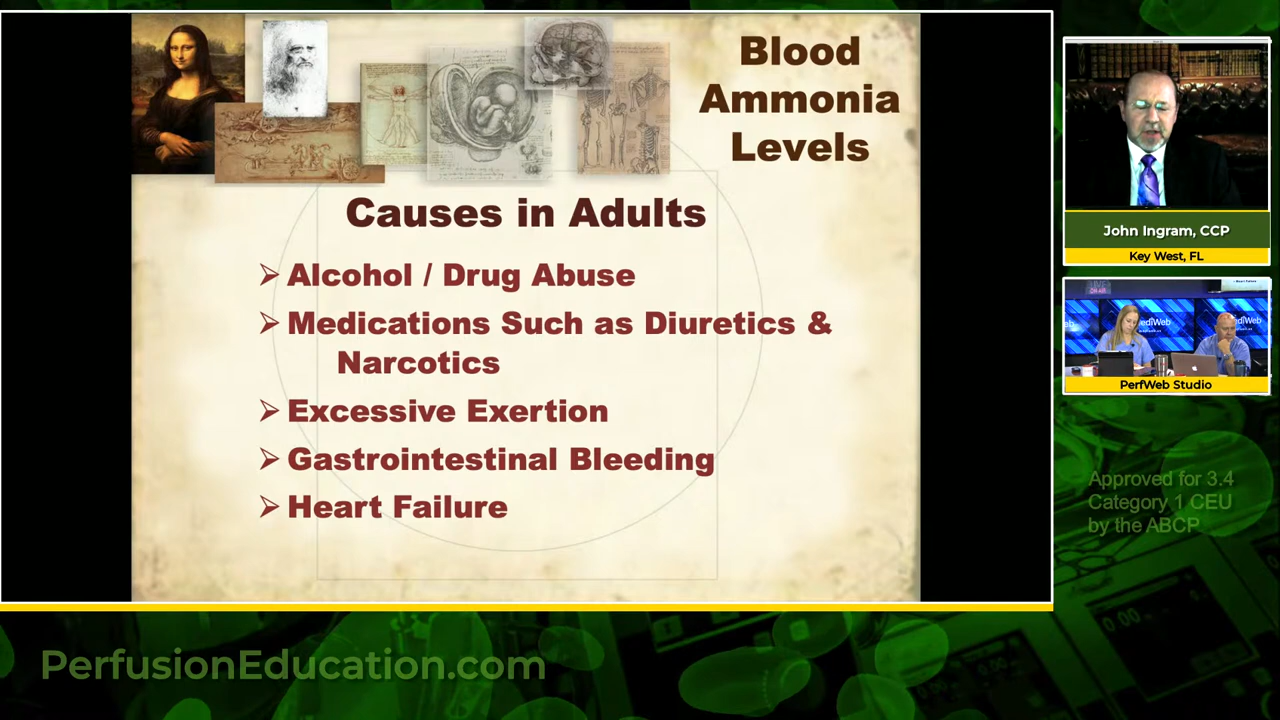 Blood
Ammonia
Levels
Causes in Adults
Alcohol / Drug Abuse
Medications Such as Diuretics &
Narcotics
Excessive Exertion
Gastrointestinal Bleeding
Heart Failure
John Ingram, CCP
Key West, FL
PerfWeb Studio
Approved for 3.4
Category 1 CEU
by the ABCP
PerfusionEducation.com